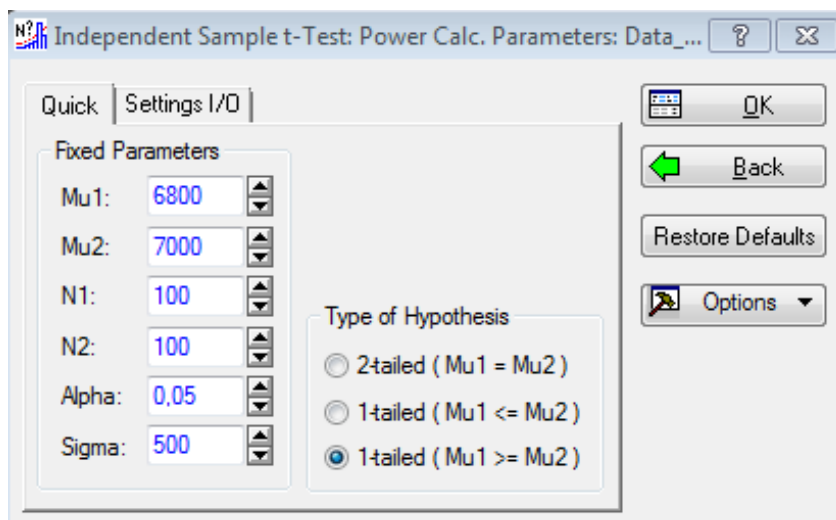 Independent Sample t-Test: Power Calc. Parameters: Data_...
Quick
Settings I/O
Fixed Parameters
Mu1: 6800
Mu2: 7000
N1: 100
N2: 100
Alpha: 0,05
Sigma: 500
Type of Hypothesis
2-tailed ( Mu1 = Mu2 )
1-tailed ( Mu1 <= Mu2 )
1-tailed ( Mu1 >= Mu2 )
OK
Back
Restore Defaults
Options